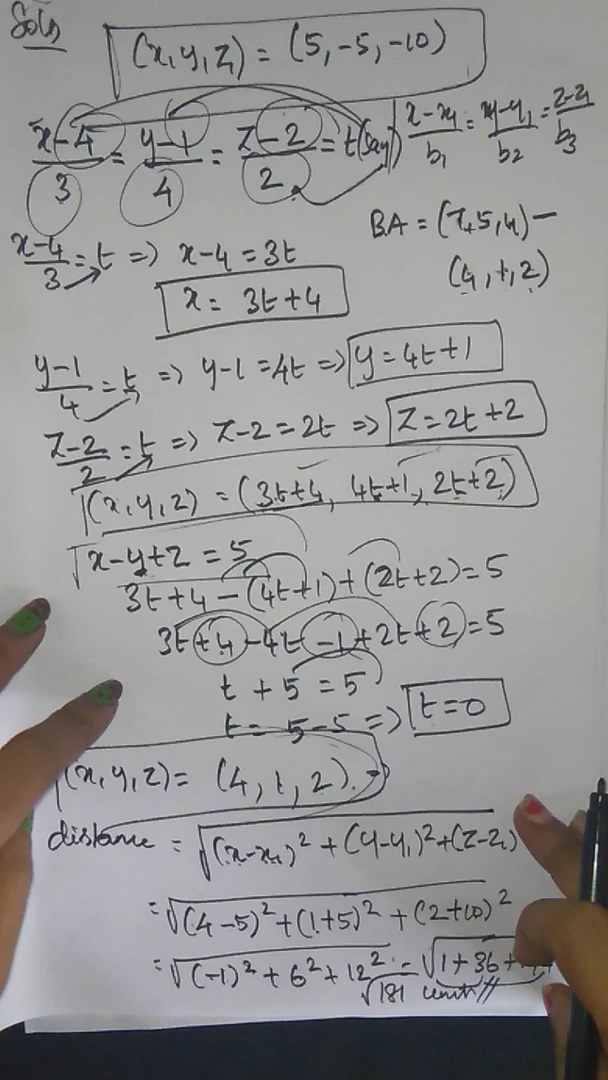 Soln
(x, y, z) = (5, -5, -10)
x-4/3 = y-1/4 = z-2/2 = t (say)
x-x1/b1 = y-y1/b2 = z-z1/b3
x-4/3 = t => x-4 = 3t
x = 3t+4
BA = (7, 5, 4) -
(4, 1, 2)
y-1/4 = t => y-1 = 4t => y = 4t+1
z-2/2 = t => z-2 = 2t => z = 2t+2
(x, y, z) = (3t+4, 4t+1, 2t+2)
x-y+z = 5
3t+4 - (4t+1) + (2t+2) = 5
3t+4-4t-1+2t+2 = 5
t + 5 = 5
t = 5-5 => t = 0
(x, y, z) = (4, 1, 2).
distance = √(x-x1)² + (y-y1)² + (z-z1)
= √(4-5)² + (1+5)² + (2+10)²
= √(-1)² + 6² + 12² = √1 + 36 +
√181 units//